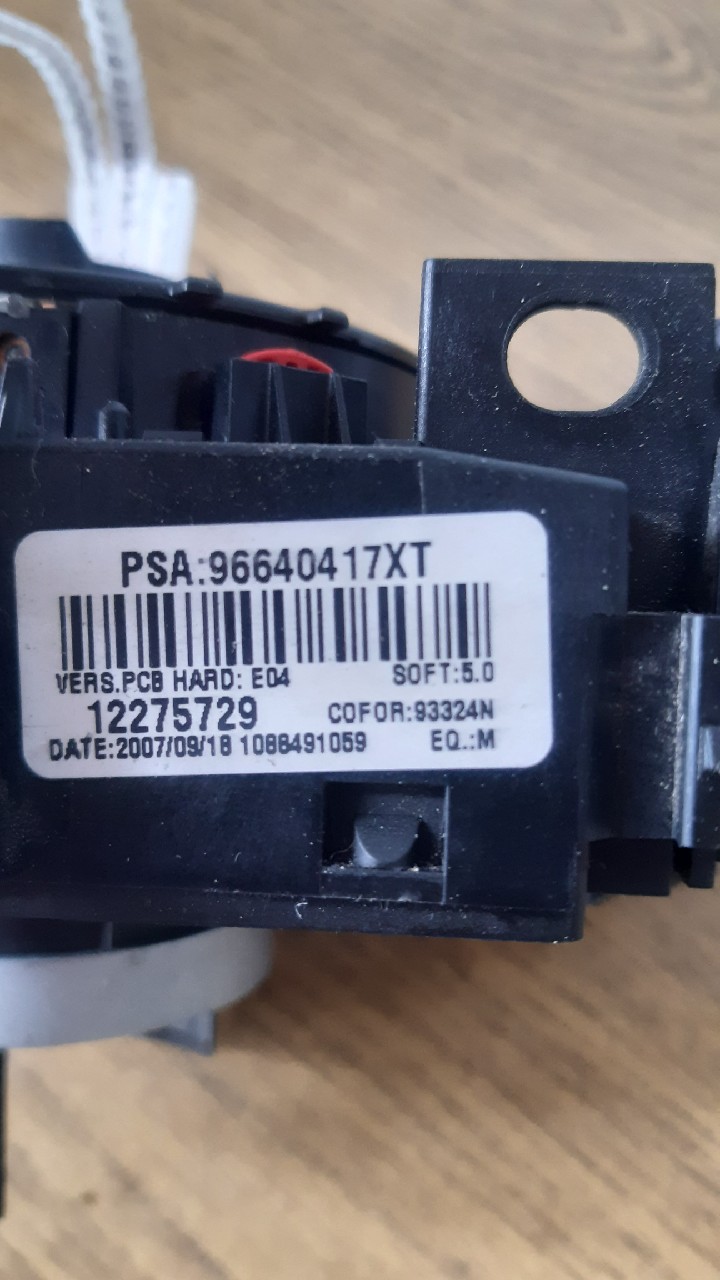 PSA:96640417XT
VERS.PCB HARD: E04 SOFT:5.0
12275729 COFOR:93324N
DATE:2007/09/18 1088491059 EQ.:M